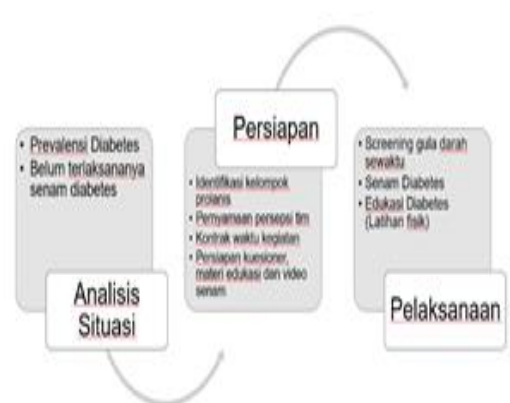 • Prevalensi Diabetes
• Belum terlaksananya
senam diabetes
Analisis
Situasi
Persiapan
• Identifikasi kelompok
prolanis
• Penyamaan persepsi tim
• Kontrak waktu kegiatan
• Persiapan kuesioner,
materi edukasi dan video
senam
• Screening gula darah
sewaktu
• Senam Diabetes
• Edukasi Diabetes
(Latihan fisik)
Pelaksanaan